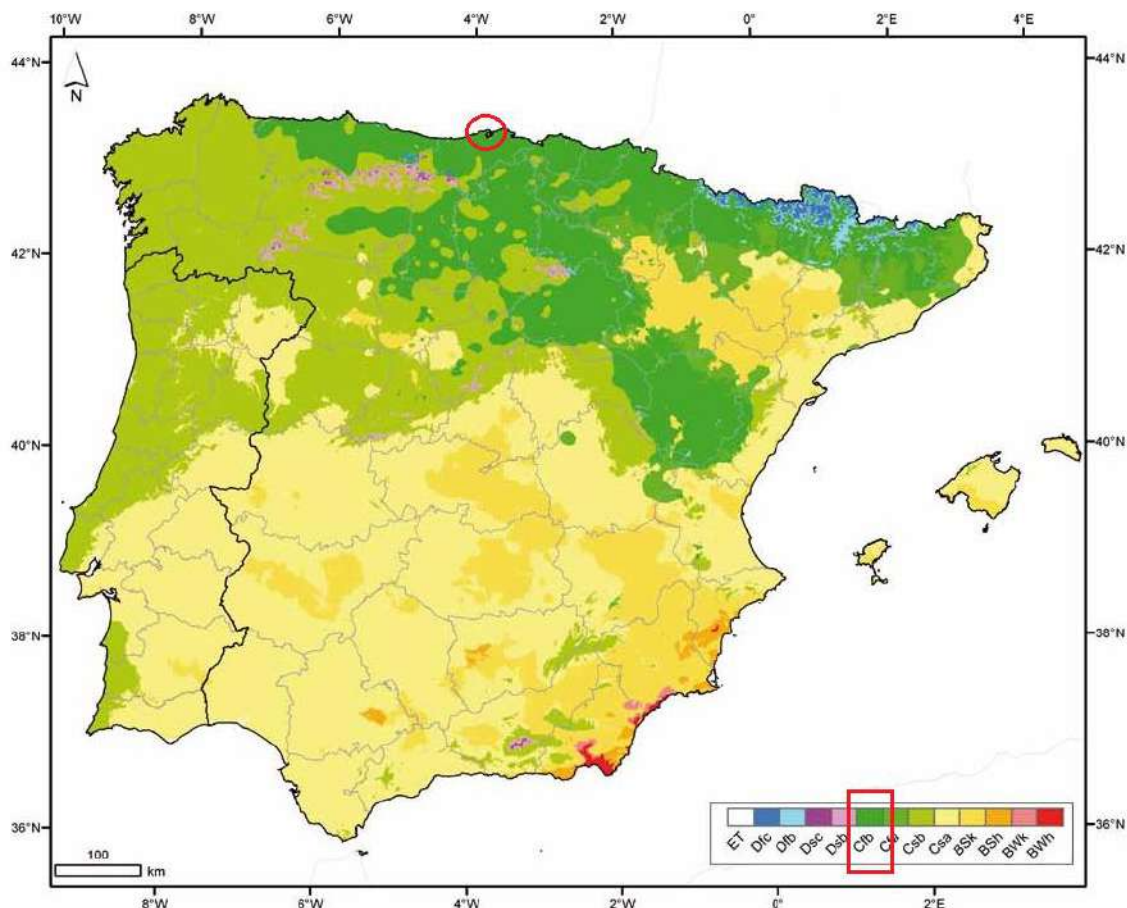 10°W 8°W 6°W 4°W 2°W 0° 2°E 4°E
44°N 44°N
N
42°N 42°N
40°N 40°N
38°N 38°N
36°N 36°N
ET Dfc Dfb Dsc Dsb Cfb Cfa Csb Csa BSk BSh BWk BWh
100
km
8°W 6°W 4°W 2°W 0° 2°E